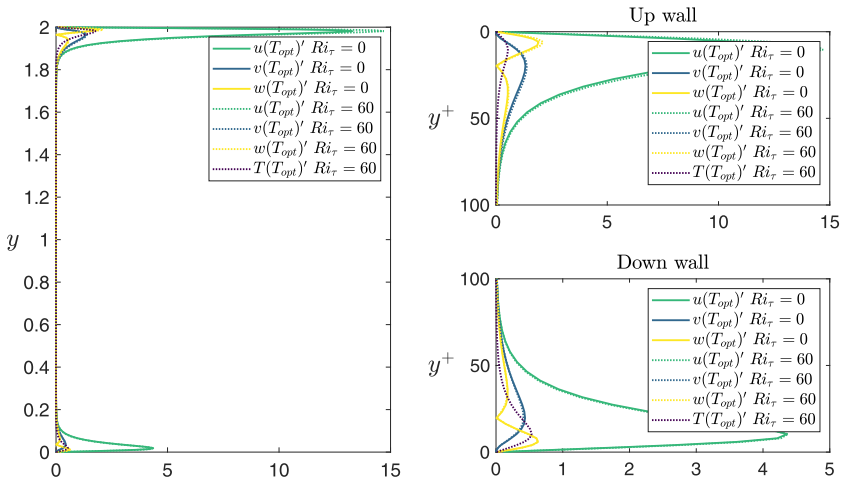 2
1.8
1.6
1.4
1.2
1
0.8
0.6
0.4
0.2
0
y
0
5
10
15
u(T_opt)′ Ri_τ = 0
v(T_opt)′ Ri_τ = 0
w(T_opt)′ Ri_τ = 0
u(T_opt)′ Ri_τ = 60
v(T_opt)′ Ri_τ = 60
w(T_opt)′ Ri_τ = 60
T(T_opt)′ Ri_τ = 60
Up wall
0
50
100
y⁺
0
5
10
15
u(T_opt)′ Ri_τ = 0
v(T_opt)′ Ri_τ = 0
w(T_opt)′ Ri_τ = 0
u(T_opt)′ Ri_τ = 60
v(T_opt)′ Ri_τ = 60
w(T_opt)′ Ri_τ = 60
T(T_opt)′ Ri_τ = 60
Down wall
100
50
0
y⁺
0
1
2
3
4
5
u(T_opt)′ Ri_τ = 0
v(T_opt)′ Ri_τ = 0
w(T_opt)′ Ri_τ = 0
u(T_opt)′ Ri_τ = 60
v(T_opt)′ Ri_τ = 60
w(T_opt)′ Ri_τ = 60
T(T_opt)′ Ri_τ = 60